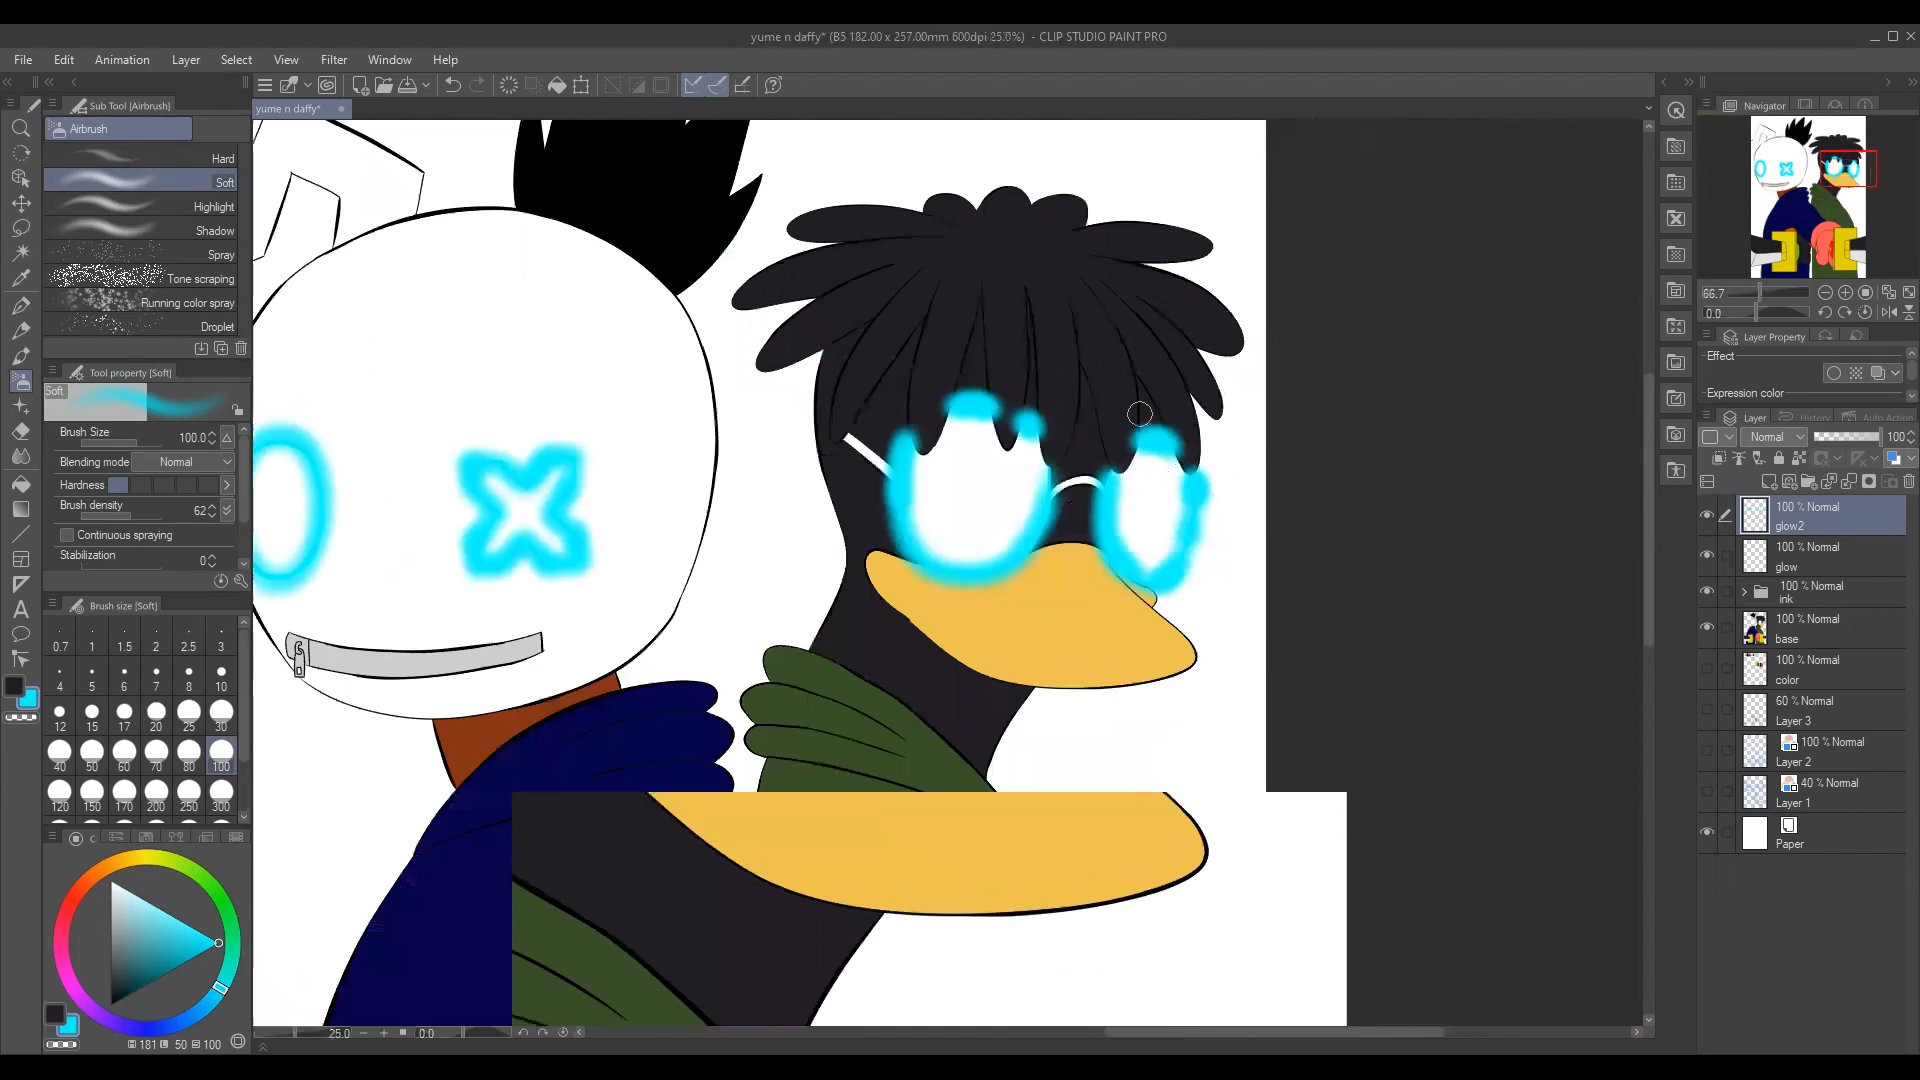 yume n daffy* (B5 182.00 x 257.00mm 600dpi 25.0%) - CLIP STUDIO PAINT PRO
File Edit Animation Layer Select View Filter Window Help
Sub Tool [Airbrush]
yume n daffy*
Navigator
Airbrush
Hard
Soft
Highlight
Shadow
Spray
Tone scraping
Running color spray
Droplet
66.7
0.0
Layer Property
Effect
Expression color
Tool property [Soft]
Soft
Brush Size 100.0
Blending mode Normal
Hardness
Brush density 62
Continuous spraying
Stabilization 0
Layer History Auto Action
Normal 100
100 % Normal
glow2
100 % Normal
glow
100 % Normal
ink
100 % Normal
base
100 % Normal
color
60 % Normal
Layer 3
100 % Normal
Layer 2
40 % Normal
Layer 1
Paper
Brush size [Soft]
0.7 1 1.5 2 2.5 3
4 5 6 7 8 10
12 15 17 20 25 30
40 50 60 70 80 100
120 150 170 200 250 300
C
181 50 100
25.0 0.0